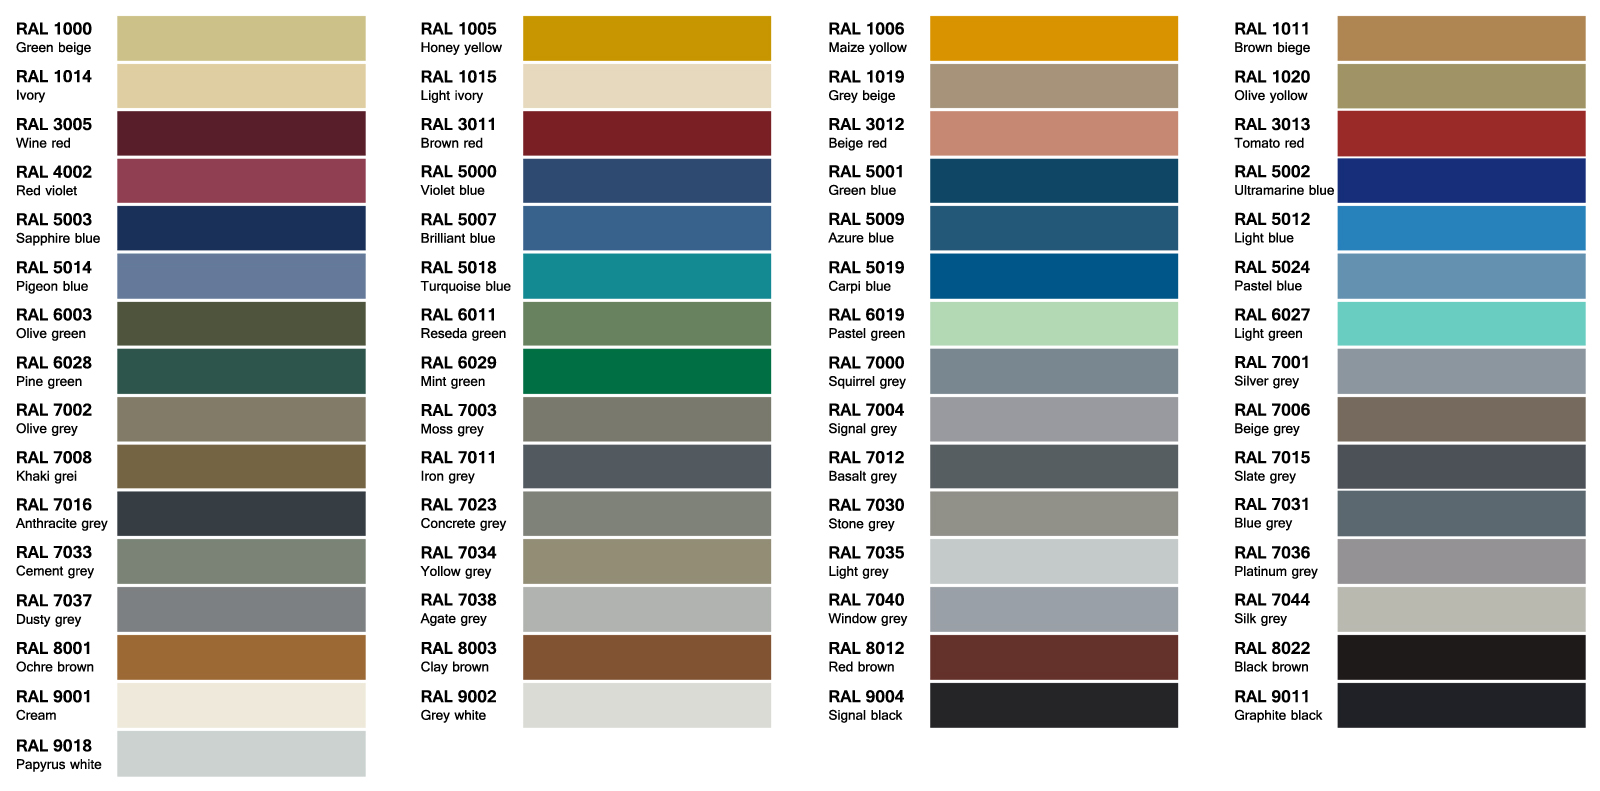 RAL 1000
Green beige
RAL 1005
Honey yellow
RAL 1006
Maize yellow
RAL 1011
Brown biege
RAL 1014
Ivory
RAL 1015
Light ivory
RAL 1019
Grey beige
RAL 1020
Olive yellow
RAL 3005
Wine red
RAL 3011
Brown red
RAL 3012
Beige red
RAL 3013
Tomato red
RAL 4002
Red violet
RAL 5000
Violet blue
RAL 5001
Green blue
RAL 5002
Ultramarine blue
RAL 5003
Sapphire blue
RAL 5007
Brilliant blue
RAL 5009
Azure blue
RAL 5012
Light blue
RAL 5014
Pigeon blue
RAL 5018
Turquoise blue
RAL 5019
Carpi blue
RAL 5024
Pastel blue
RAL 6003
Olive green
RAL 6011
Reseda green
RAL 6019
Pastel green
RAL 6027
Light green
RAL 6028
Pine green
RAL 6029
Mint green
RAL 7000
Squirrel grey
RAL 7001
Silver grey
RAL 7002
Olive grey
RAL 7003
Moss grey
RAL 7004
Signal grey
RAL 7006
Beige grey
RAL 7008
Khaki grei
RAL 7011
Iron grey
RAL 7012
Basalt grey
RAL 7015
Slate grey
RAL 7016
Anthracite grey
RAL 7023
Concrete grey
RAL 7030
Stone grey
RAL 7031
Blue grey
RAL 7033
Cement grey
RAL 7034
Yellow grey
RAL 7035
Light grey
RAL 7036
Platinum grey
RAL 7037
Dusty grey
RAL 7038
Agate grey
RAL 7040
Window grey
RAL 7044
Silk grey
RAL 8001
Ochre brown
RAL 8003
Clay brown
RAL 8012
Red brown
RAL 8022
Black brown
RAL 9001
Cream
RAL 9002
Grey white
RAL 9004
Signal black
RAL 9011
Graphite black
RAL 9018
Papyrus white